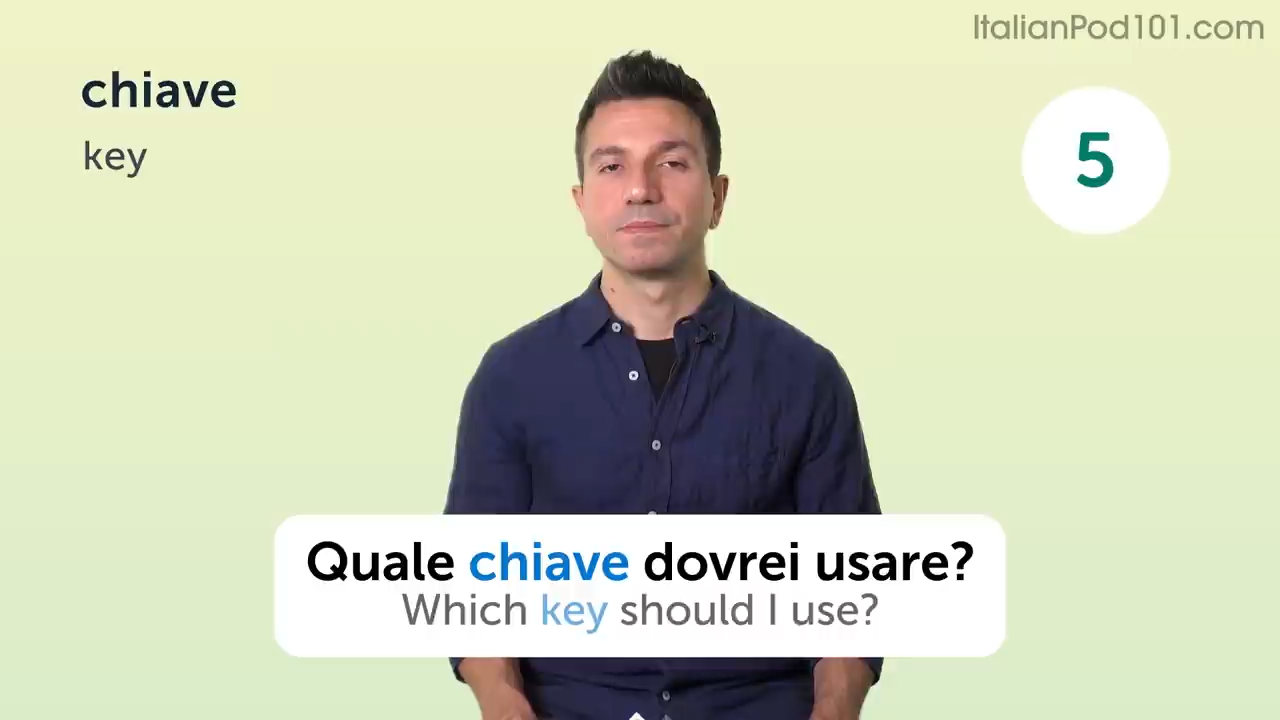 ItalianPod101.com
chiave
key
5
Quale chiave dovrei usare?
Which key should I use?